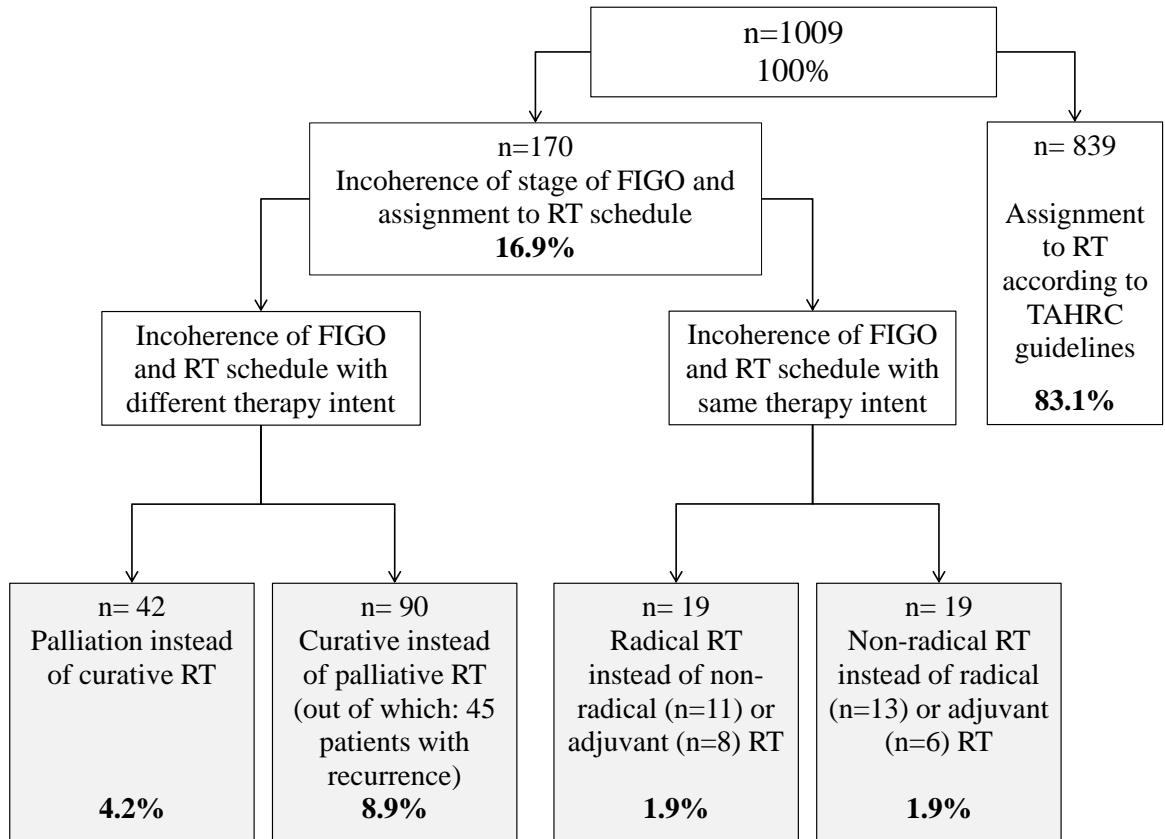 n=1009
100%
n=170
Incoherence of stage of FIGO and
assignment to RT schedule
16.9%
n= 839
Assignment
to RT
according to
TAHRC
guidelines
83.1%
Incoherence of FIGO
and RT schedule with
different therapy intent
Incoherence of FIGO
and RT schedule with
same therapy intent
n= 42
Palliation instead
of curative RT
4.2%
n= 90
Curative instead
of palliative RT
(out of which: 45
patients with
recurrence)
8.9%
n= 19
Radical RT
instead of non-
radical (n=11) or
adjuvant (n=8) RT
1.9%
n= 19
Non-radical RT
instead of radical
(n=13) or adjuvant
(n=6) RT
1.9%